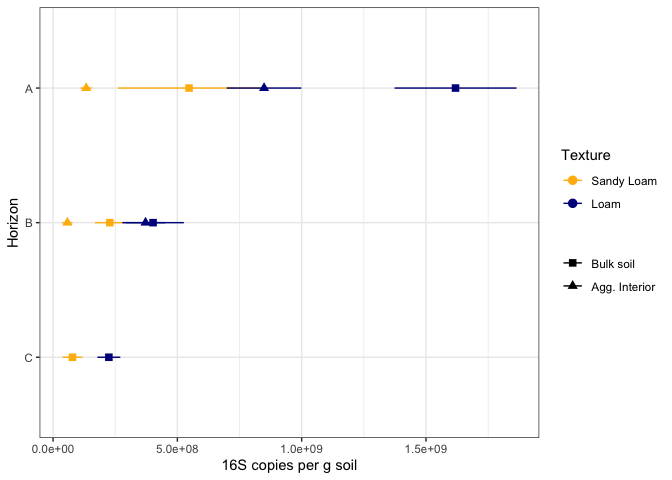 A
B
C
Horizon
0.0e+00
5.0e+08
1.0e+09
1.5e+09
16S copies per g soil
Texture
Sandy Loam
Loam
Bulk soil
Agg. Interior